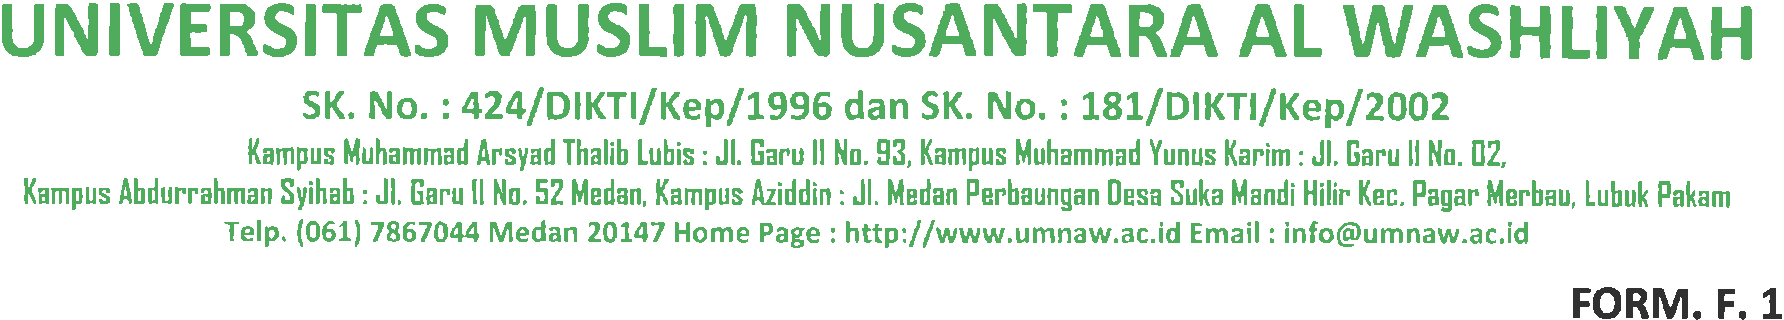 UNIVERSITAS MUSLIM NUSANTARA AL WASHLIYAH
SK. No. : 424/DIKTI/Kep/1996 dan SK. No. : 181/DIKTI/Kep/2002
Kampus Muhammad Arsyad Thalib Lubis : Jl. Garu II No. 93, Kampus Muhammad Yunus Karim : Jl. Garu II No. 02,
Kampus Abdurrahman Syihab : Jl. Garu II No. 52 Medan, Kampus Aziddin : Jl. Medan Perbaungan Desa Suka Mandi Hilir Kec. Pagar Merbau, Lubuk Pakam
Telp. (061) 7867044 Medan 20147 Home Page : http://www.umnaw.ac.id Email : info@umnaw.ac.id
FORM. F. 1